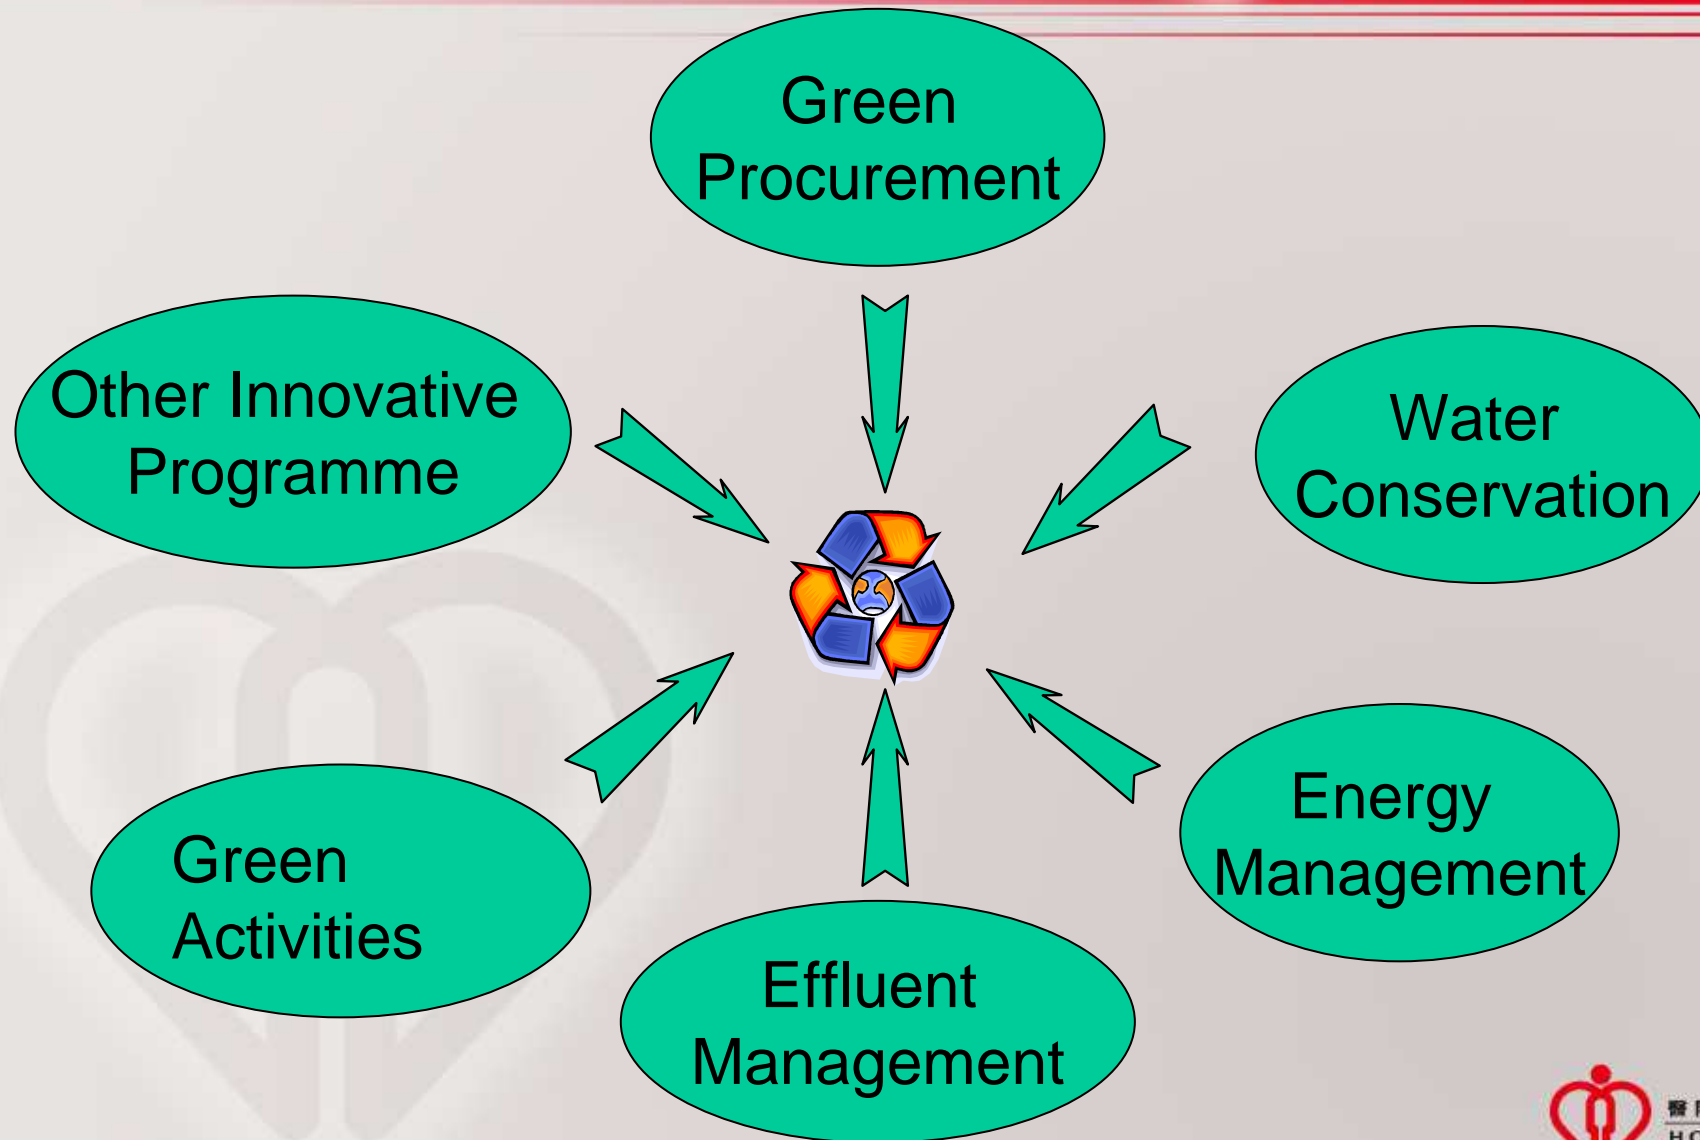 Green
Procurement
Other Innovative
Programme
Water
Conservation
Energy
Management
Green
Activities
Effluent
Management